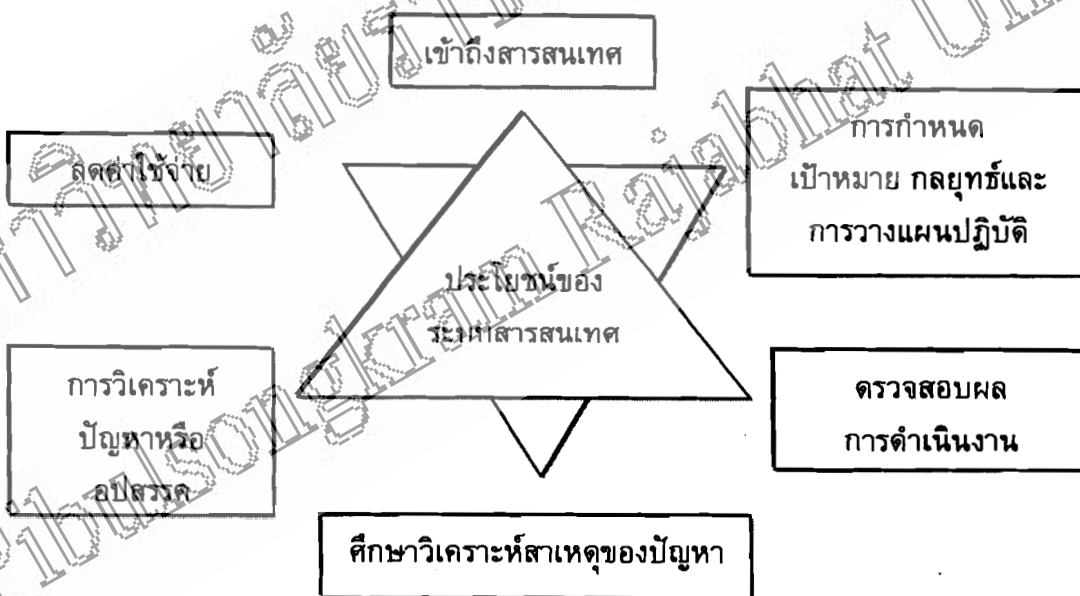 เข้าถึงสารสนเทศ
ลดค่าใช้จ่าย
การกำหนด
เป้าหมาย กลยุทธ์และ
การวางแผนปฏิบัติ
ประโยชน์ของ
ระบบสารสนเทศ
การวิเคราะห์
ปัญหาหรือ
อุปสรรค
ตรวจสอบผล
การดำเนินงาน
ศึกษาวิเคราะห์สาเหตุของปัญหา
Pibulsongkram Rajabhat